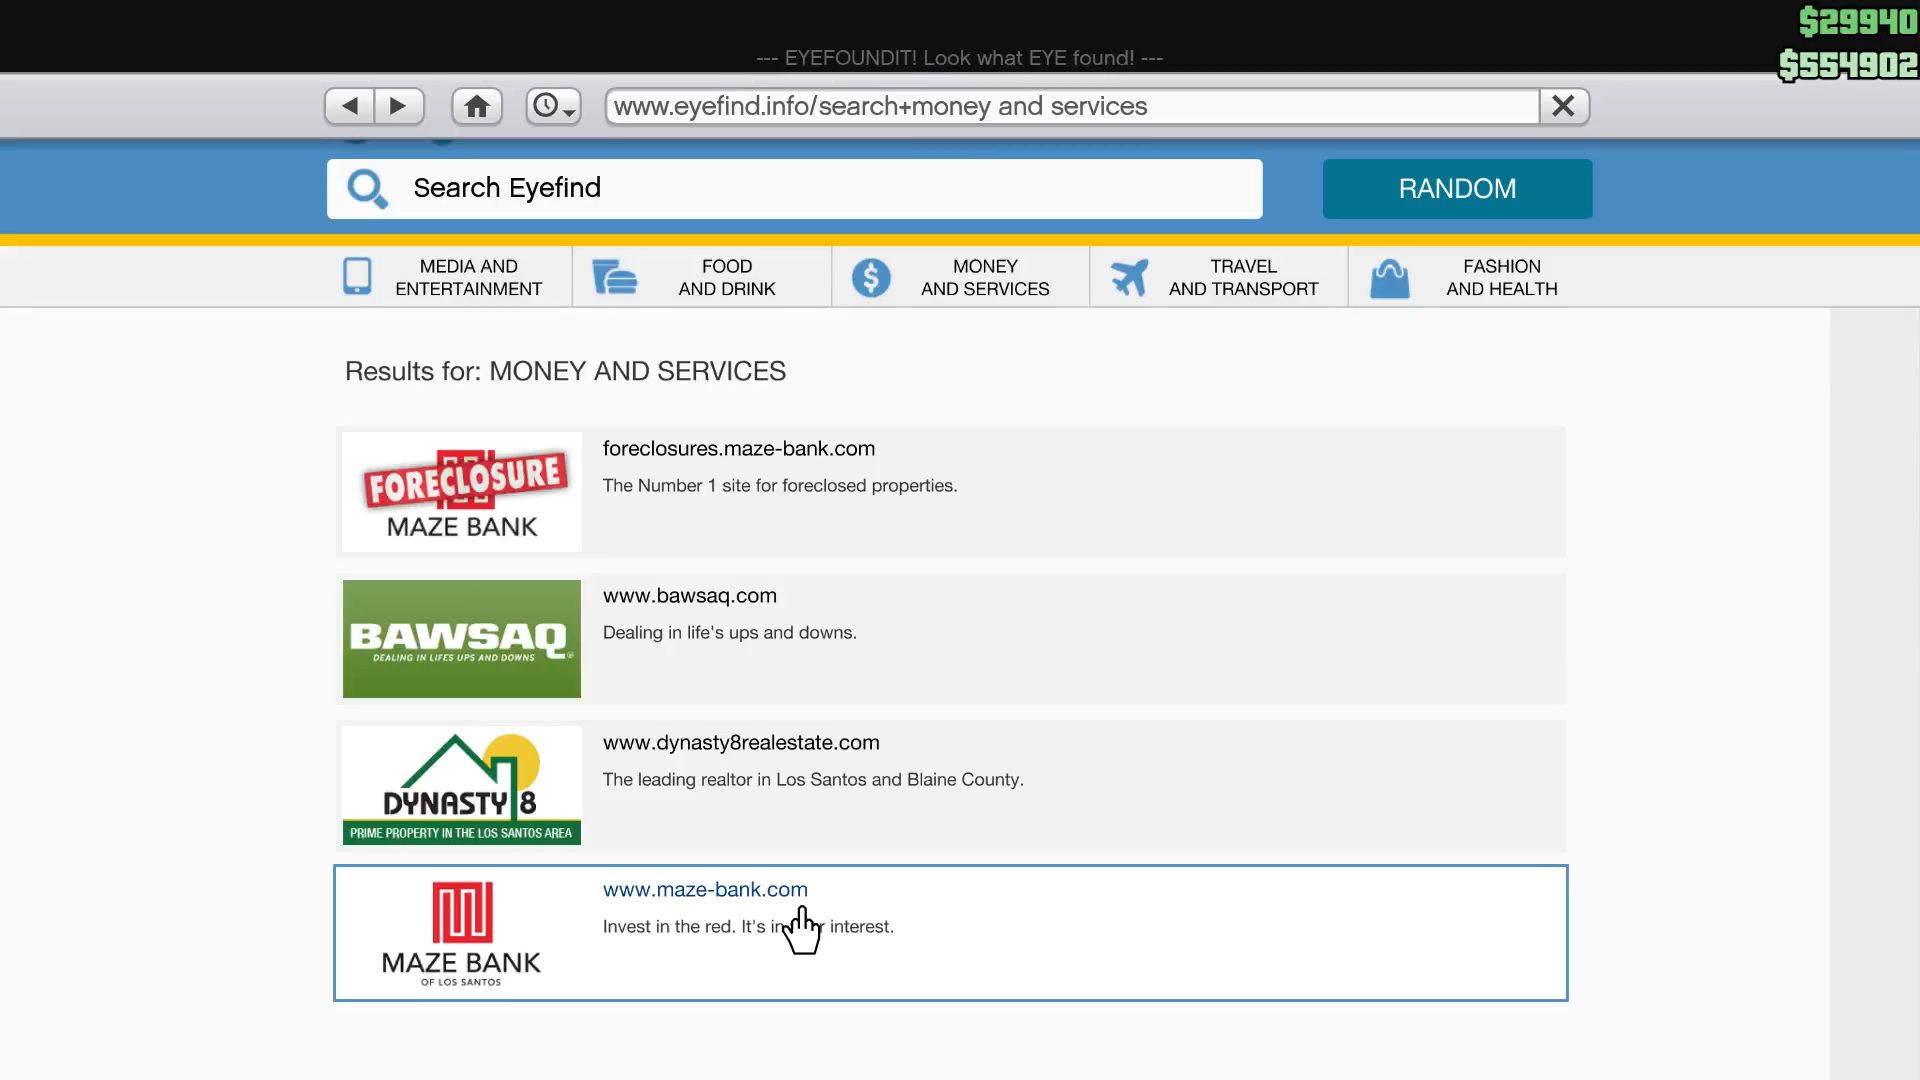 $29940
--- EYEFOUNDIT! Look what EYE found! ---
$554902
www.eyefind.info/search+money and services
Search Eyefind
RANDOM
MEDIA AND
ENTERTAINMENT
FOOD
AND DRINK
MONEY
AND SERVICES
TRAVEL
AND TRANSPORT
FASHION
AND HEALTH
Results for: MONEY AND SERVICES
FORECLOSURE
MAZE BANK
foreclosures.maze-bank.com
The Number 1 site for foreclosed properties.
BAWSAQ
DEALING IN LIFES UPS AND DOWNS
www.bawsaq.com
Dealing in life's ups and downs.
DYNASTY 8
PRIME PROPERTY IN THE LOS SANTOS AREA
www.dynasty8realestate.com
The leading realtor in Los Santos and Blaine County.
MAZE BANK
OF LOS SANTOS
www.maze-bank.com
Invest in the red. It's in interest.